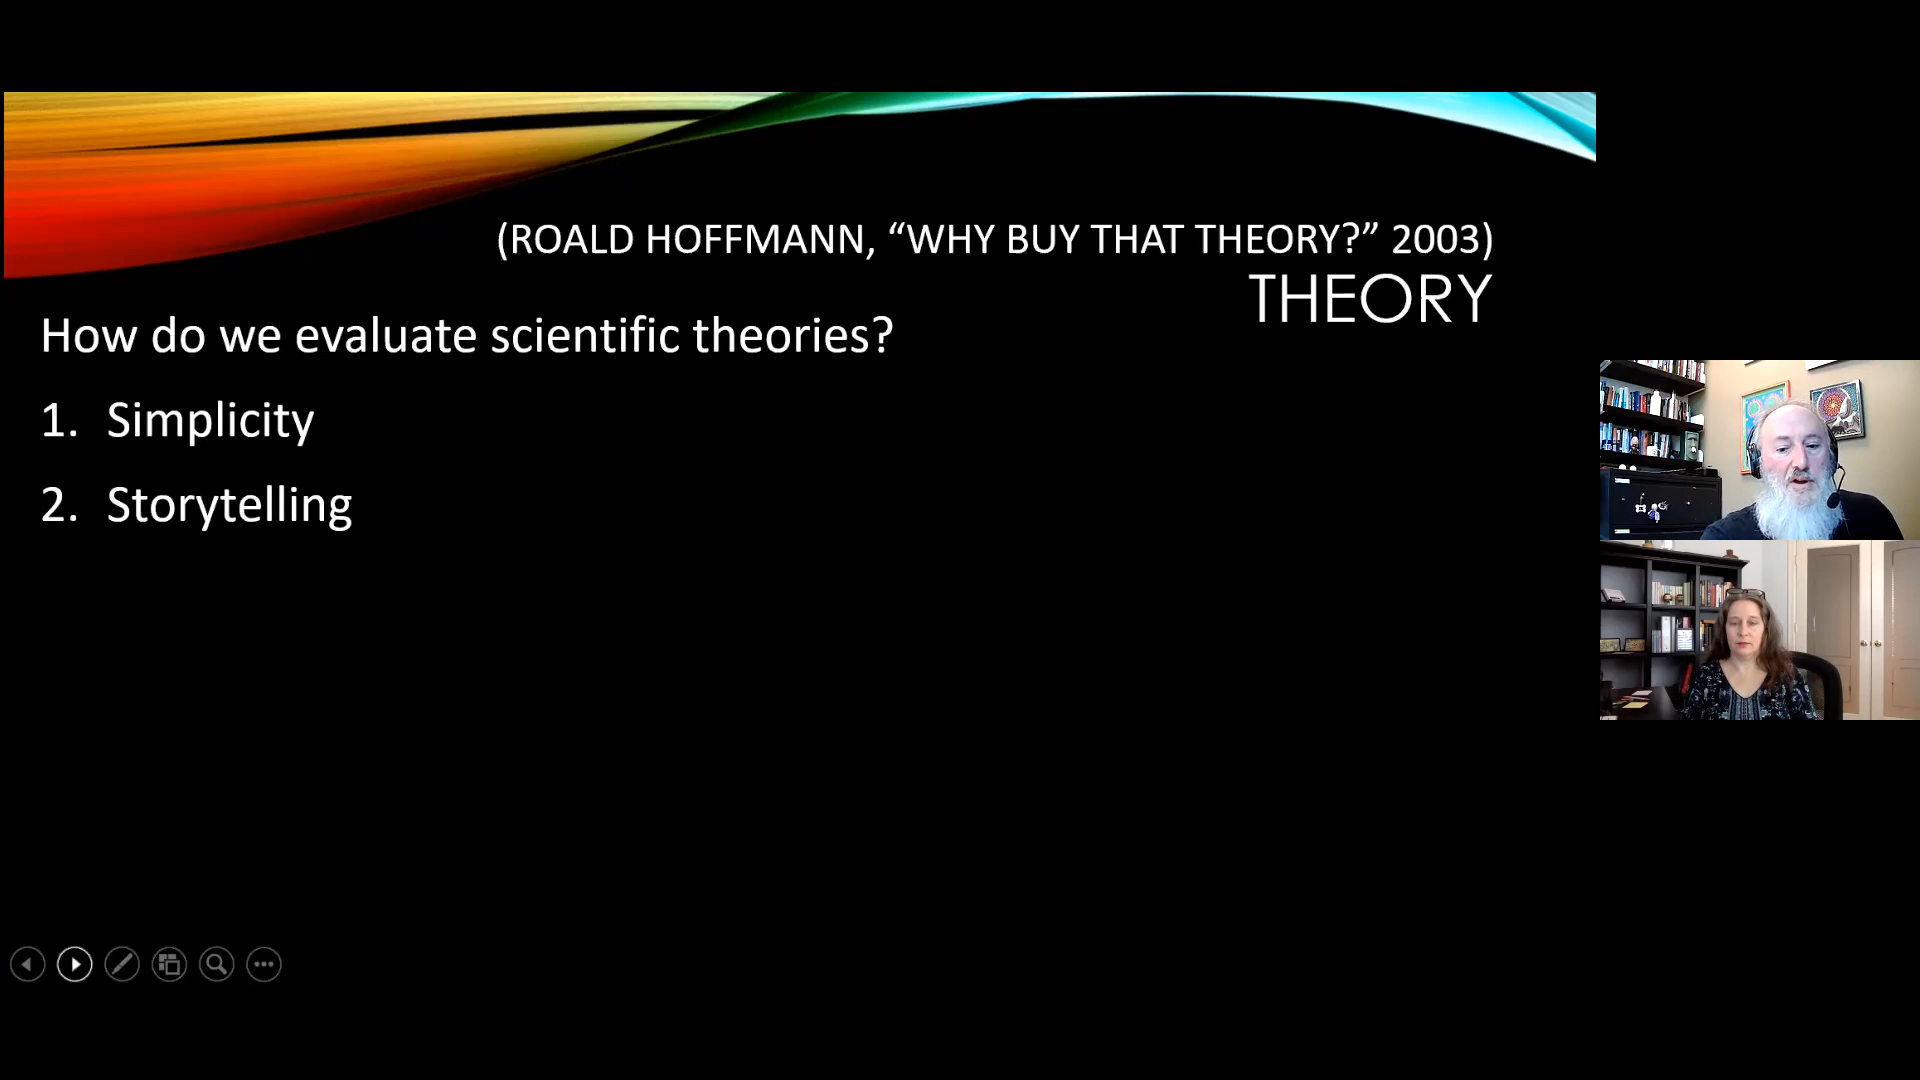 (ROALD HOFFMANN, “WHY BUY THAT THEORY?” 2003)
THEORY
How do we evaluate scientific theories?
1. Simplicity
2. Storytelling